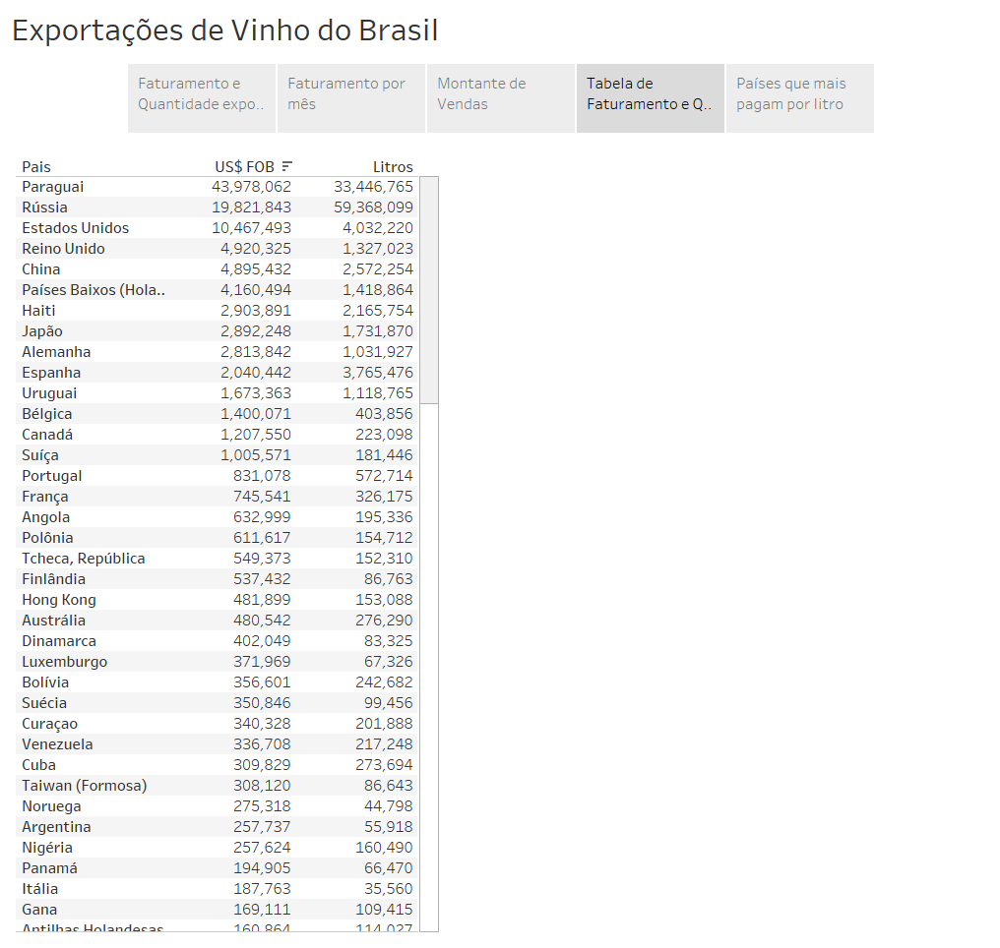 Exportações de Vinho do Brasil
Faturamento e
Quantidade expo..
Faturamento por
mês
Montante de
Vendas
Tabela de
Faturamento e Q..
Países que mais
pagam por litro
Pais US$ FOB Litros
Paraguai 43,978,062 33,446,765
Rússia 19,821,843 59,368,099
Estados Unidos 10,467,493 4,032,220
Reino Unido 4,920,325 1,327,023
China 4,895,432 2,572,254
Países Baixos (Hola.. 4,160,494 1,418,864
Haiti 2,903,891 2,165,754
Japão 2,892,248 1,731,870
Alemanha 2,813,842 1,031,927
Espanha 2,040,442 3,765,476
Uruguai 1,673,363 1,118,765
Bélgica 1,400,071 403,856
Canadá 1,207,550 223,098
Suíça 1,005,571 181,446
Portugal 831,078 572,714
França 745,541 326,175
Angola 632,999 195,336
Polônia 611,617 154,712
Tcheca, República 549,373 152,310
Finlândia 537,432 86,763
Hong Kong 481,899 153,088
Austrália 480,542 276,290
Dinamarca 402,049 83,325
Luxemburgo 371,969 67,326
Bolívia 356,601 242,682
Suécia 350,846 99,456
Curaçao 340,328 201,888
Venezuela 336,708 217,248
Cuba 309,829 273,694
Taiwan (Formosa) 308,120 86,643
Noruega 275,318 44,798
Argentina 257,737 55,918
Nigéria 257,624 160,490
Panamá 194,905 66,470
Itália 187,763 35,560
Gana 169,111 109,415
Antilhas Holandesas 160,864 114,027